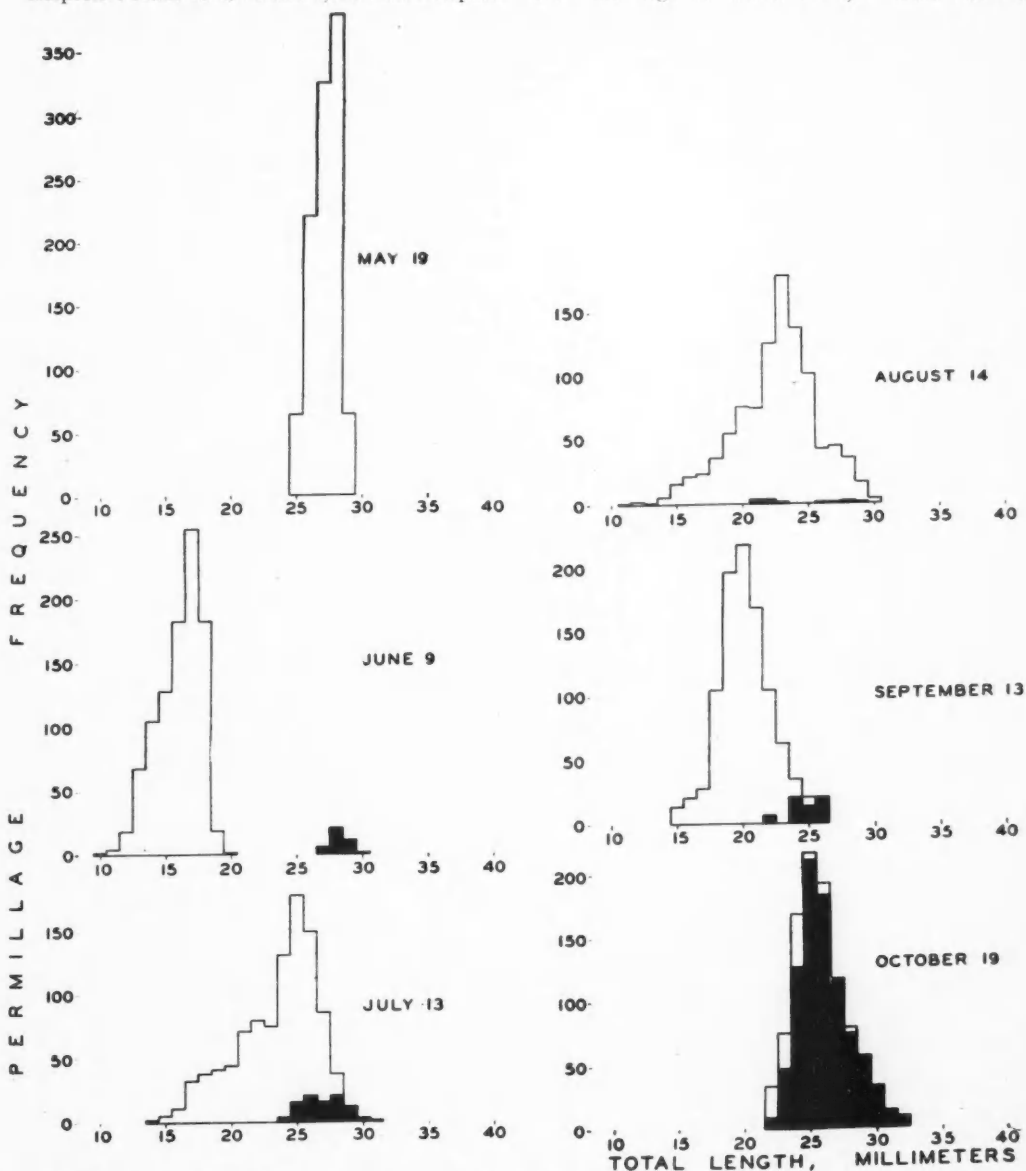 350-
300-
250-
200-
150-
100-
50-
0-
10 15 20 25 30 35 40
MAY 19
150-
100-
50-
0-
10 15 20 25 30 35 40
AUGUST 14
250-
200-
150-
100-
50-
0-
10 15 20 25 30 35 40
JUNE 9
200-
150-
100-
50-
0-
10 15 20 25 30 35 40
SEPTEMBER 13
150-
100-
50-
0-
10 15 20 25 30 35 40
JULY 13
200-
150-
100-
50-
0-
10 15 20 25 30 35 40
OCTOBER 19
PERMILLAGE FREQUENCY
TOTAL LENGTH, MILLIMETERS